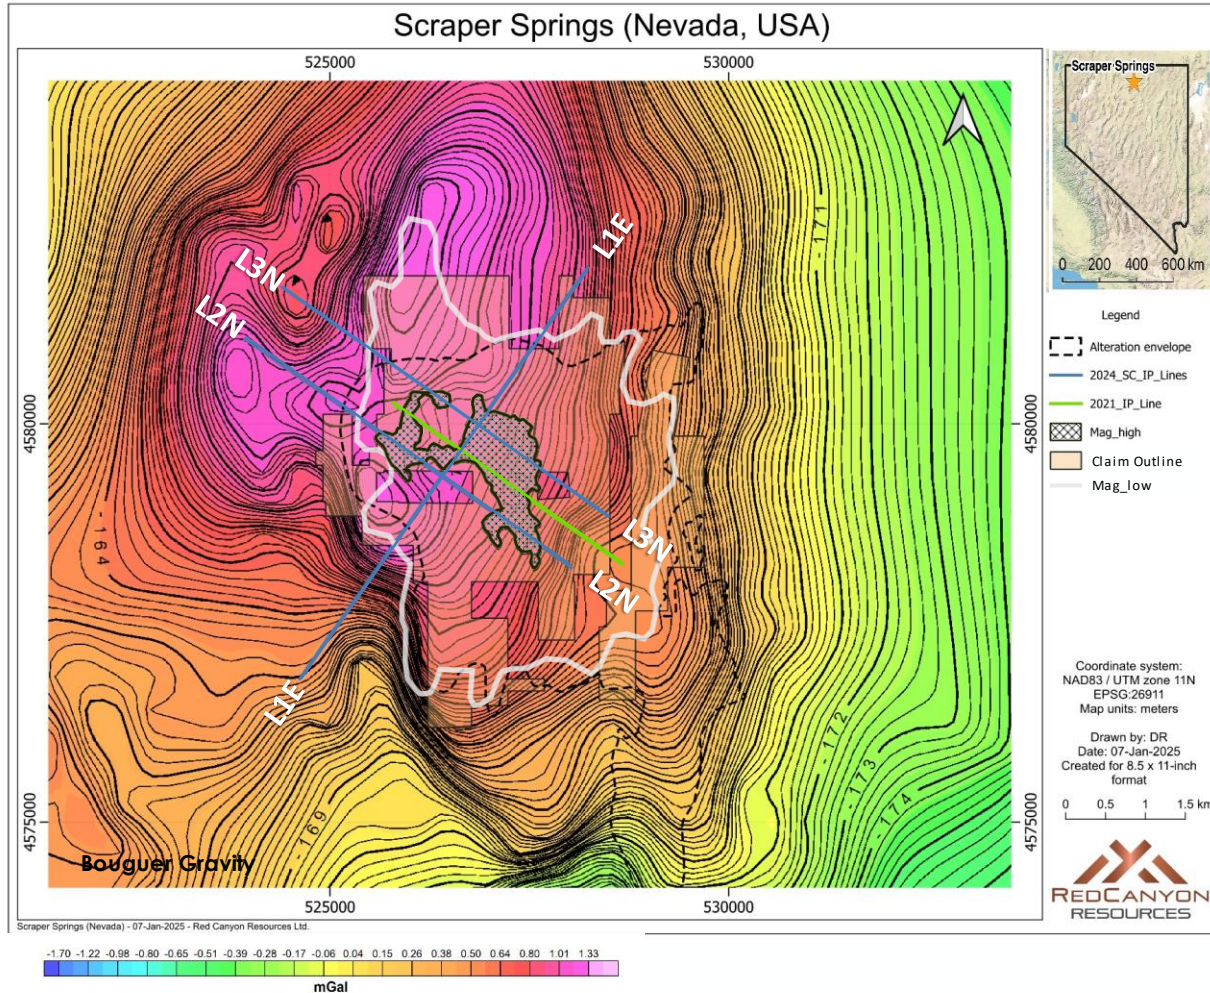 Scraper Springs (Nevada, USA)
525000
530000
Scraper Springs
0 200 400 600 km
Legend
Alteration envelope
2024_SC_IP_Lines
2021_IP_Line
Mag_high
Claim Outline
Mag_low
-171
L1E
L3N
L2N
4580000
4580000
-164
L3N
L2N
L1E
-172
-173
-174
-169
4575000
4575000
Bouguer Gravity
Coordinate system:
NAD83 / UTM zone 11N
EPSG:26911
Map units: meters
Drawn by: DR
Date: 07-Jan-2025
Created for 8.5 x 11-inch
format
0 0.5 1 1.5 km
REDCANYON
RESOURCES
525000
530000
Scraper Springs (Nevada) - 07-Jan-2025 - Red Canyon Resources Ltd.
-1.70 -1.22 -0.98 -0.80 -0.65 -0.51 -0.39 -0.28 -0.17 -0.06 0.04 0.15 0.26 0.38 0.50 0.64 0.80 1.01 1.33
mGal